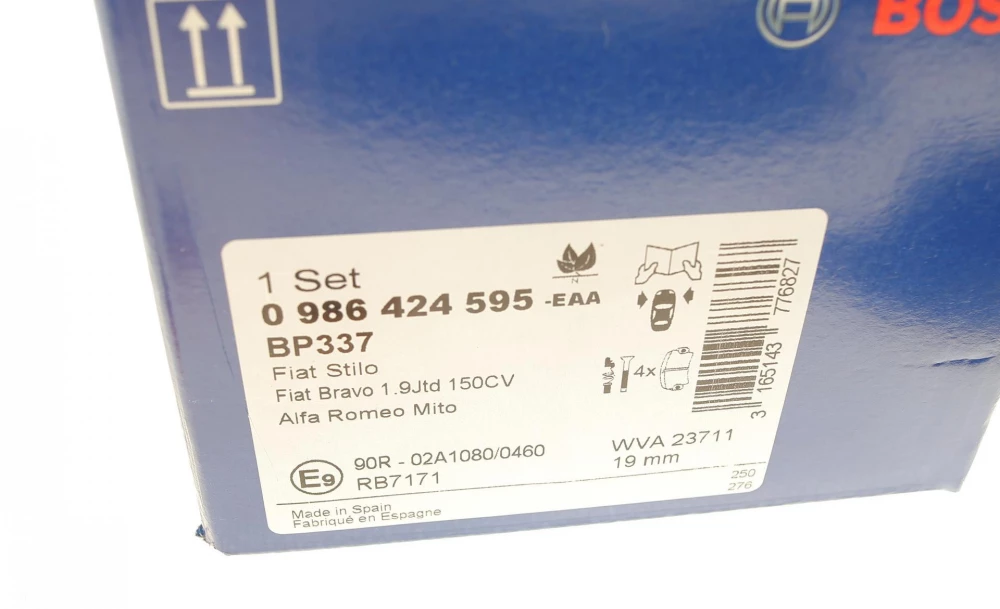 BOS
1 Set
0 986 424 595 -EAA
BP337
Fiat Stilo
Fiat Bravo 1.9Jtd 150CV
Alfa Romeo Mito
N
4x
3 165143 776827
E9
90R - 02A1080/0460
RB7171
WVA 23711
19 mm
250
276
Made in Spain
Fabriqué en Espagne